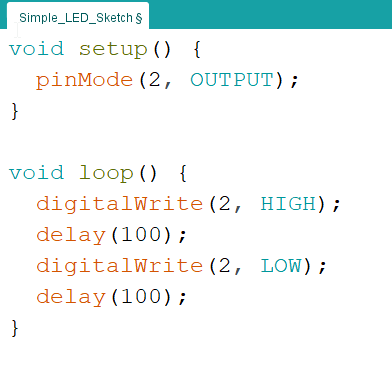 Simple_LED_Sketch §
void setup() {
  pinMode(2, OUTPUT);
}

void loop() {
  digitalWrite(2, HIGH);
  delay(100);
  digitalWrite(2, LOW);
  delay(100);
}